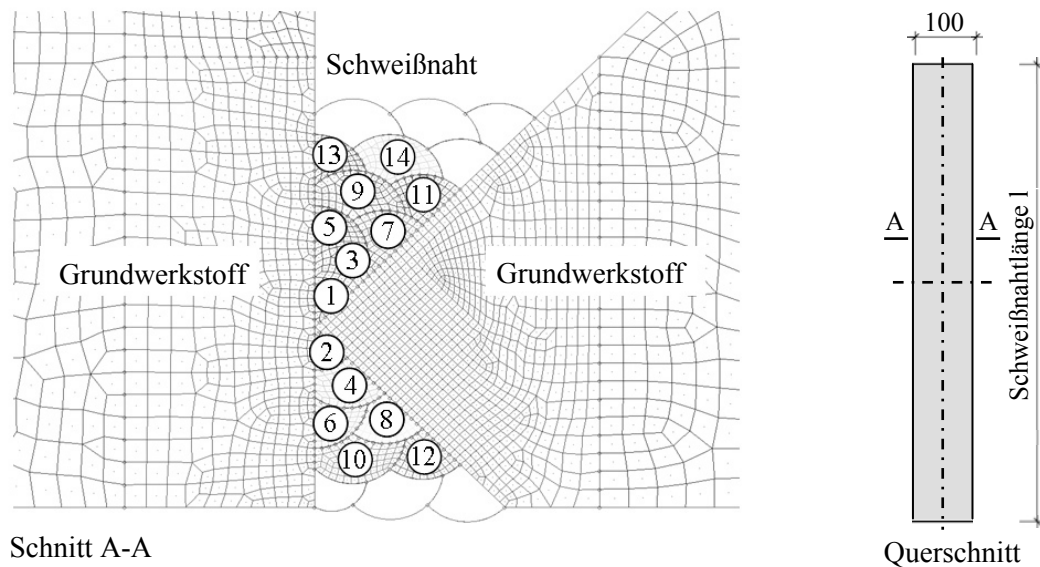 Schweißnaht
13
14
9
11
5
7
3
Grundwerkstoff
Grundwerkstoff
1
2
4
6
8
10
12
Schnitt A-A
100
A
A
Schweißnahtlänge l
Querschnitt